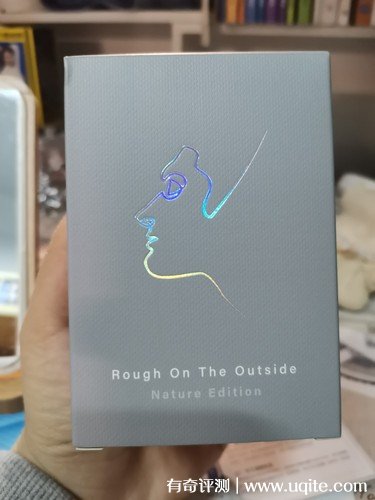 Rough On The Outside
Nature Edition
有奇评测 | www.uqite.com